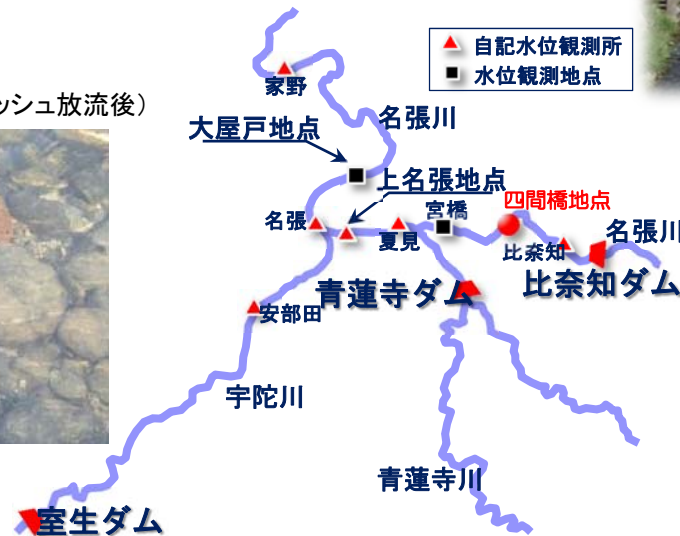 自記水位観測所
水位観測地点
家野
ッシュ放流後）
名張川
大屋戸地点
上名張地点
四間橋地点
宮橋
名張
夏見
比奈知
名張川
比奈知ダム
青蓮寺ダム
安部田
宇陀川
青蓮寺川
室生ダム